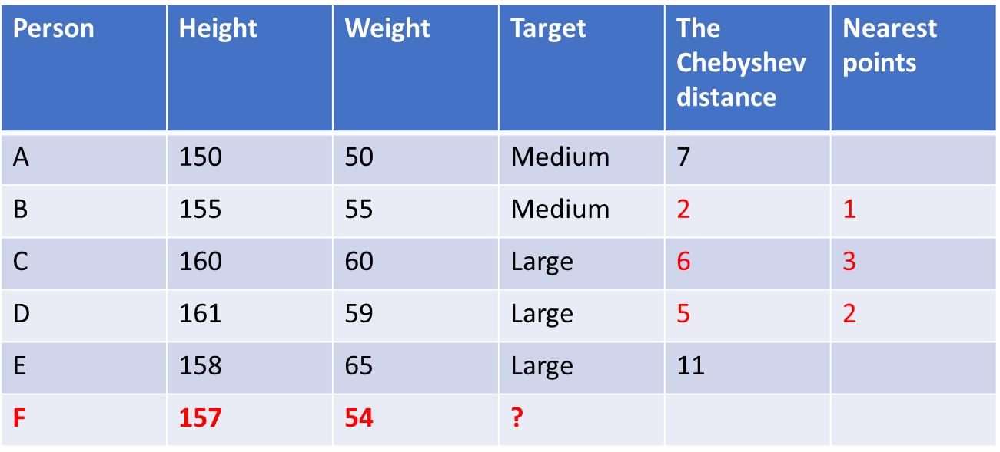 Person Height Weight Target The Chebyshev distance Nearest points
A 150 50 Medium 7
B 155 55 Medium 2 1
C 160 60 Large 6 3
D 161 59 Large 5 2
E 158 65 Large 11
F 157 54 ?